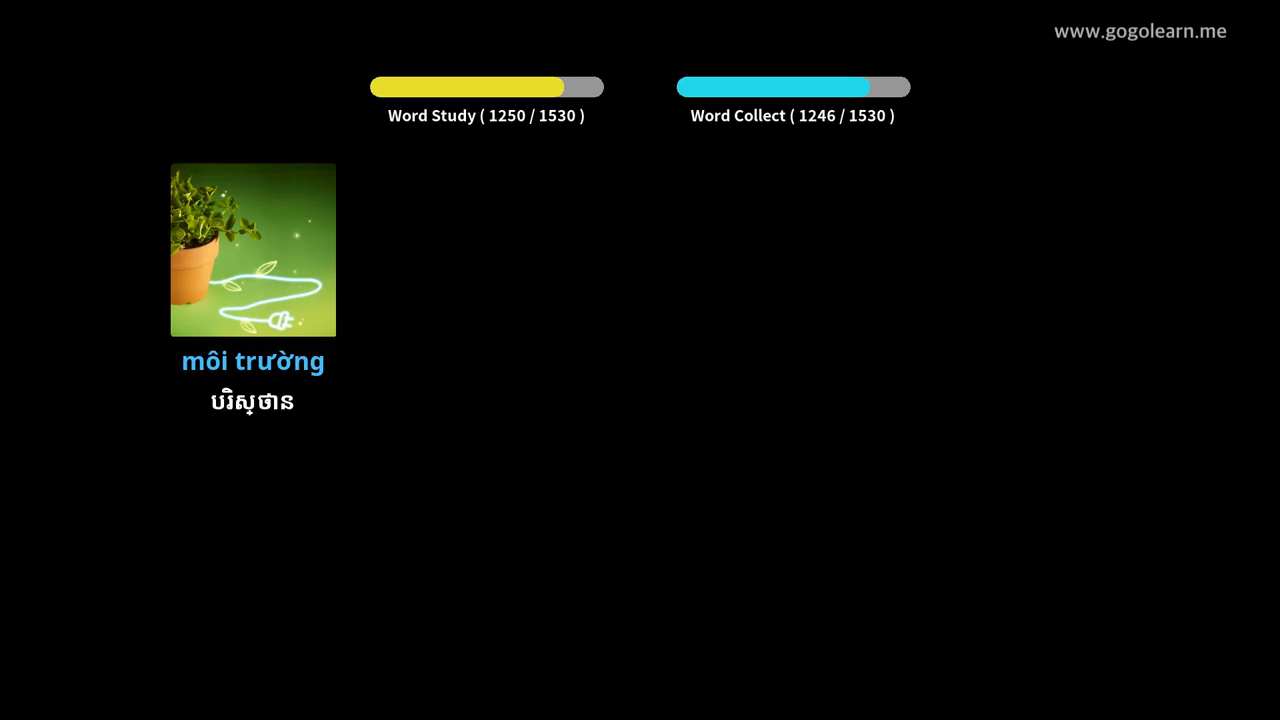 www.gogolearn.me
Word Study ( 1250 / 1530 )
Word Collect ( 1246 / 1530 )
môi trường
បរិស្ថាន